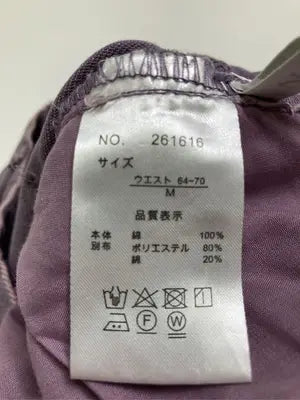 NO. 261616
サイズ
ウエスト 64~70
M
品質表示
本体 綿 100%
別布 ポリエステル 80%
綿 20%
F W